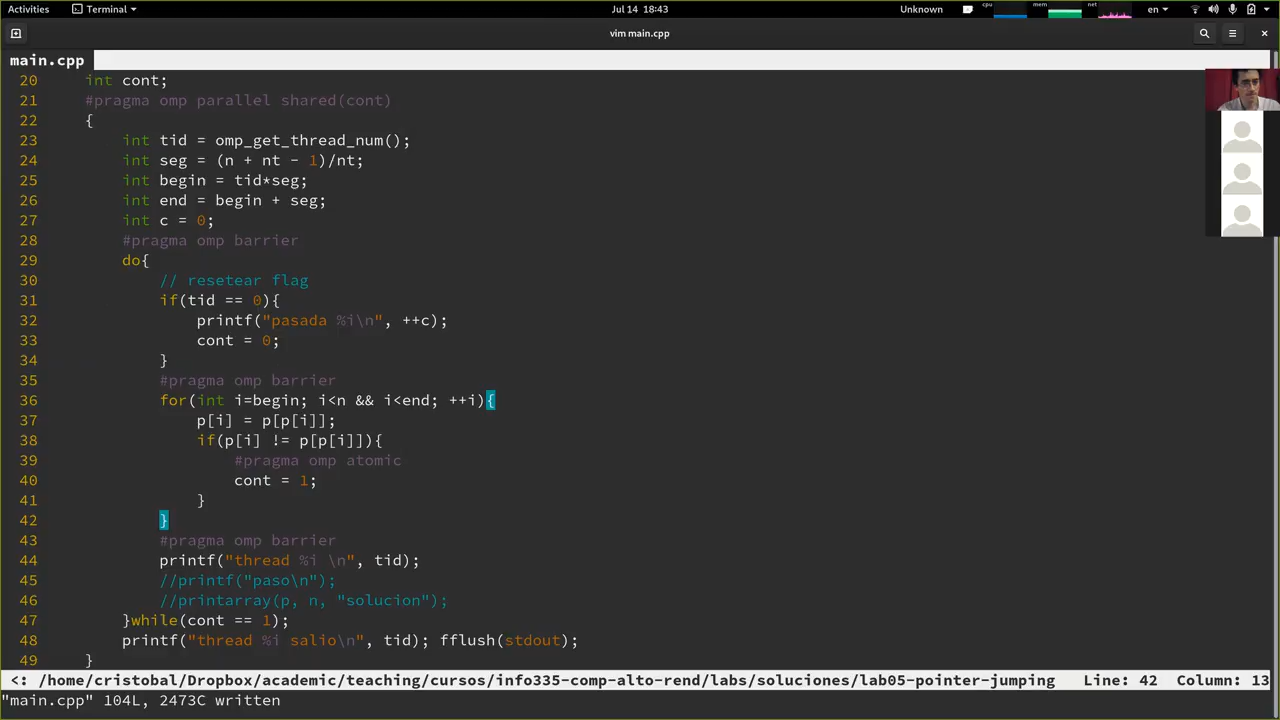 Activities Terminal Jul 14 18:43 Unknown cpu mem net en
vim main.cpp
main.cpp
20 int cont;
21 #pragma omp parallel shared(cont)
22 {
23 int tid = omp_get_thread_num();
24 int seg = (n + nt - 1)/nt;
25 int begin = tid*seg;
26 int end = begin + seg;
27 int c = 0;
28 #pragma omp barrier
29 do{
30 // resetear flag
31 if(tid == 0){
32 printf("pasada %i\n", ++c);
33 cont = 0;
34 }
35 #pragma omp barrier
36 for(int i=begin; i<n && i<end; ++i){
37 p[i] = p[p[i]];
38 if(p[i] != p[p[i]]){
39 #pragma omp atomic
40 cont = 1;
41 }
42 }
43 #pragma omp barrier
44 printf("thread %i \n", tid);
45 //printf("paso\n");
46 //printarray(p, n, "solucion");
47 }while(cont == 1);
48 printf("thread %i salio\n", tid); fflush(stdout);
49 }
<: /home/cristobal/Dropbox/academic/teaching/cursos/info335-comp-alto-rend/labs/soluciones/lab05-pointer-jumping Line: 42 Column: 13
"main.cpp" 104L, 2473C written